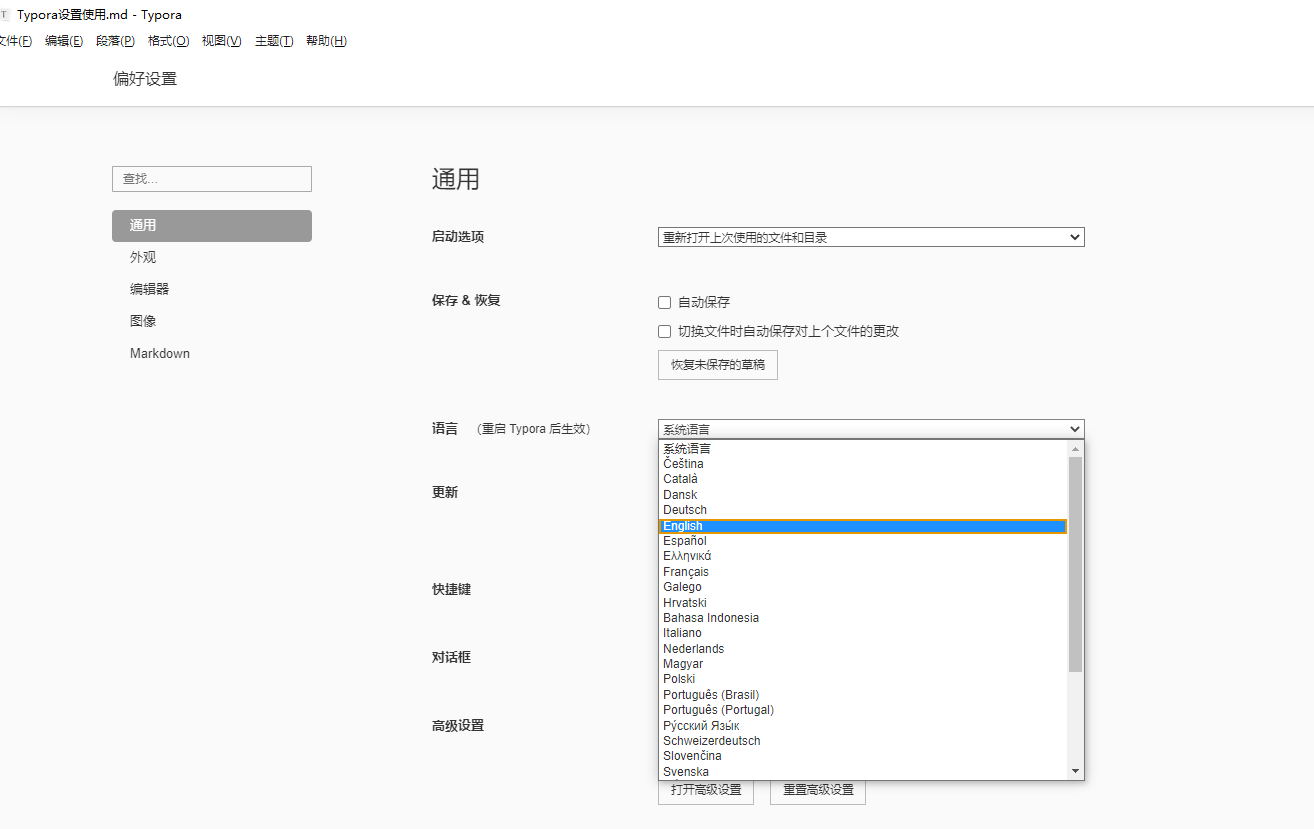 T Typora设置使用.md - Typora
文件(F) 编辑(E) 段落(P) 格式(O) 视图(V) 主题(T) 帮助(H)
偏好设置
查找...
通用
外观
编辑器
图像
Markdown
通用
启动选项
重新打开上次使用的文件和目录
保存 & 恢复
自动保存
切换文件时自动保存对上个文件的更改
恢复未保存的草稿
语言 (重启 Typora 后生效)
系统语言
系统语言
Čeština
Català
Dansk
Deutsch
English
Español
Ελληνικά
Français
Galego
Hrvatski
Bahasa Indonesia
Italiano
Nederlands
Magyar
Polski
Português (Brasil)
Português (Portugal)
Ру́сский Язы́к
Schweizerdeutsch
Slovenčina
Svenska
更新
快捷键
对话框
高级设置
打开高级设置
重置高级设置